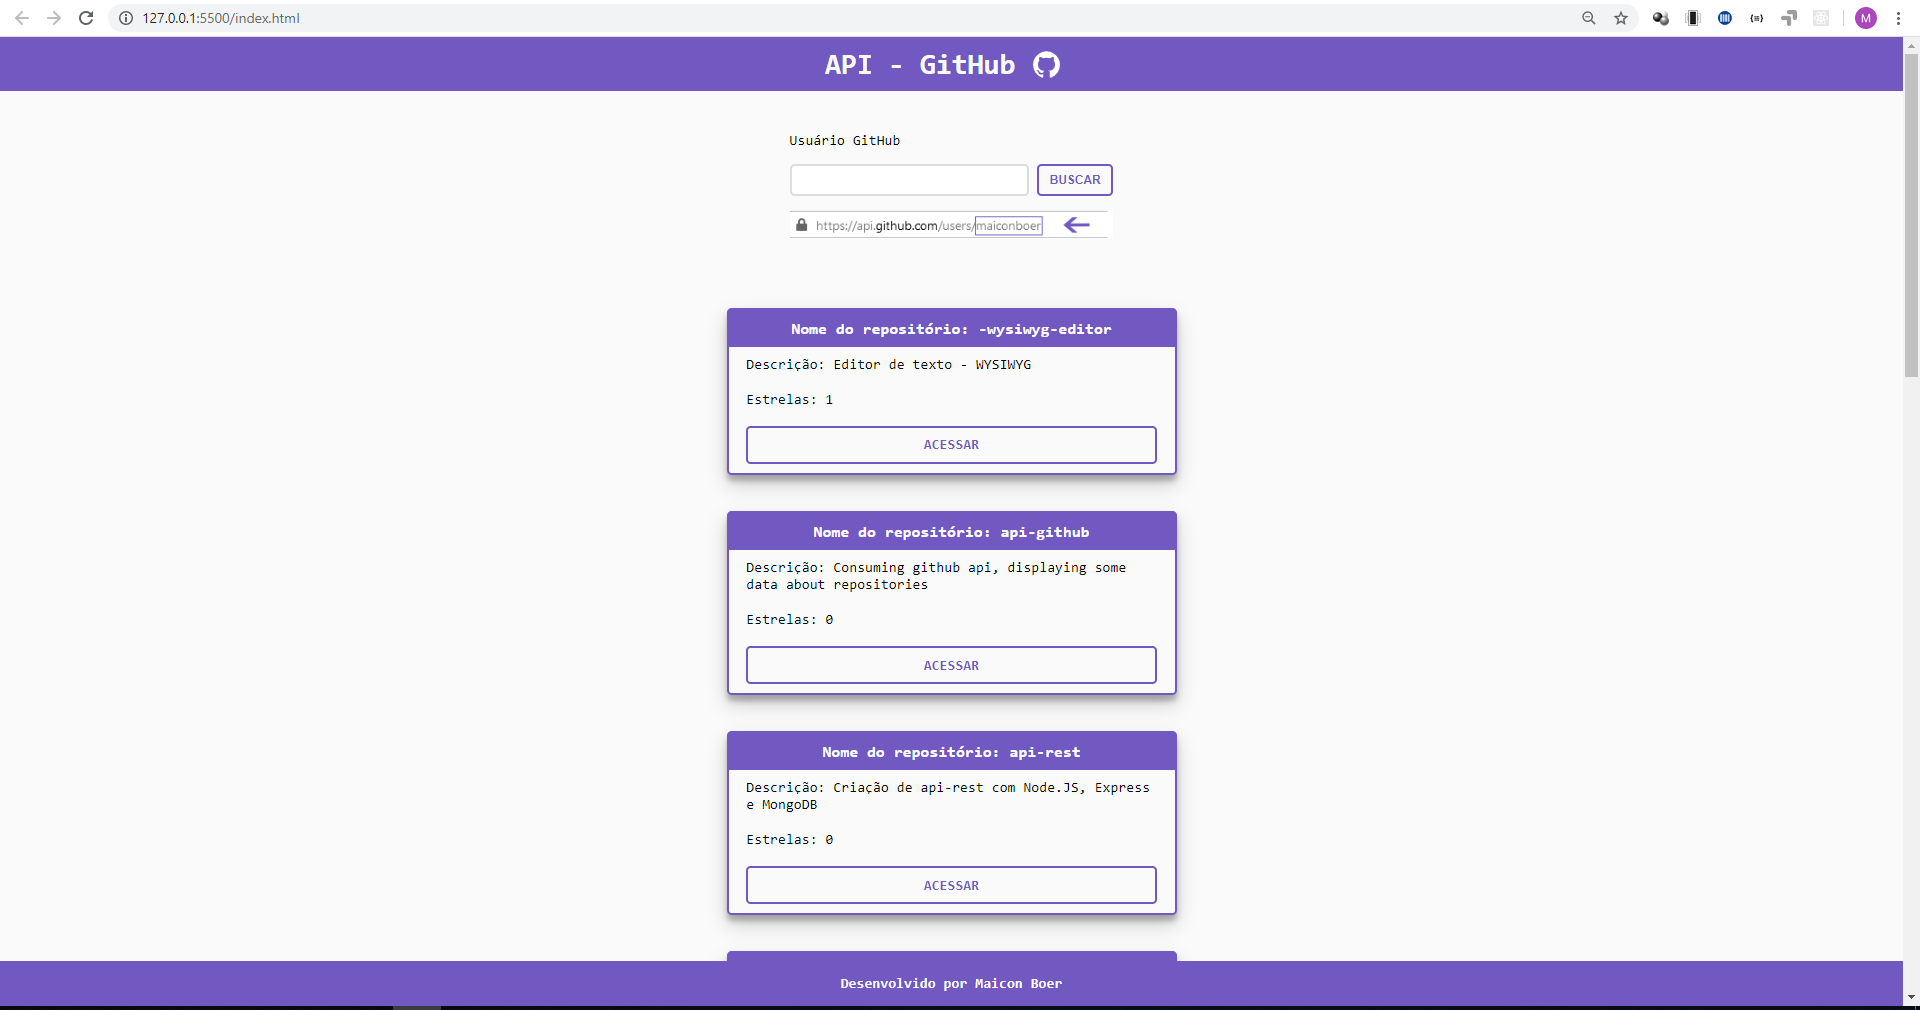 127.0.0.1:5500/index.html
M
API - GitHub
Usuário GitHub
BUSCAR
https://api.github.com/users/maiconboer
Nome do repositório: -wysiwyg-editor
Descrição: Editor de texto - WYSIWYG
Estrelas: 1
ACESSAR
Nome do repositório: api-github
Descrição: Consuming github api, displaying some
data about repositories
Estrelas: 0
ACESSAR
Nome do repositório: api-rest
Descrição: Criação de api-rest com Node.JS, Express
e MongoDB
Estrelas: 0
ACESSAR
Desenvolvido por Maicon Boer